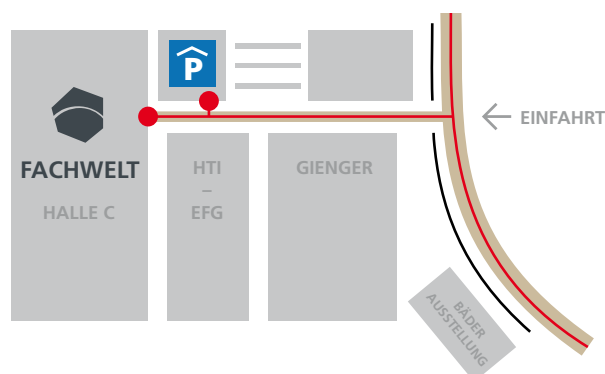 P
EINFAHRT
FACHWELT
HALLE C
HTI
–
EFG
GIENGER
BÄDER
AUSSTELLUNG